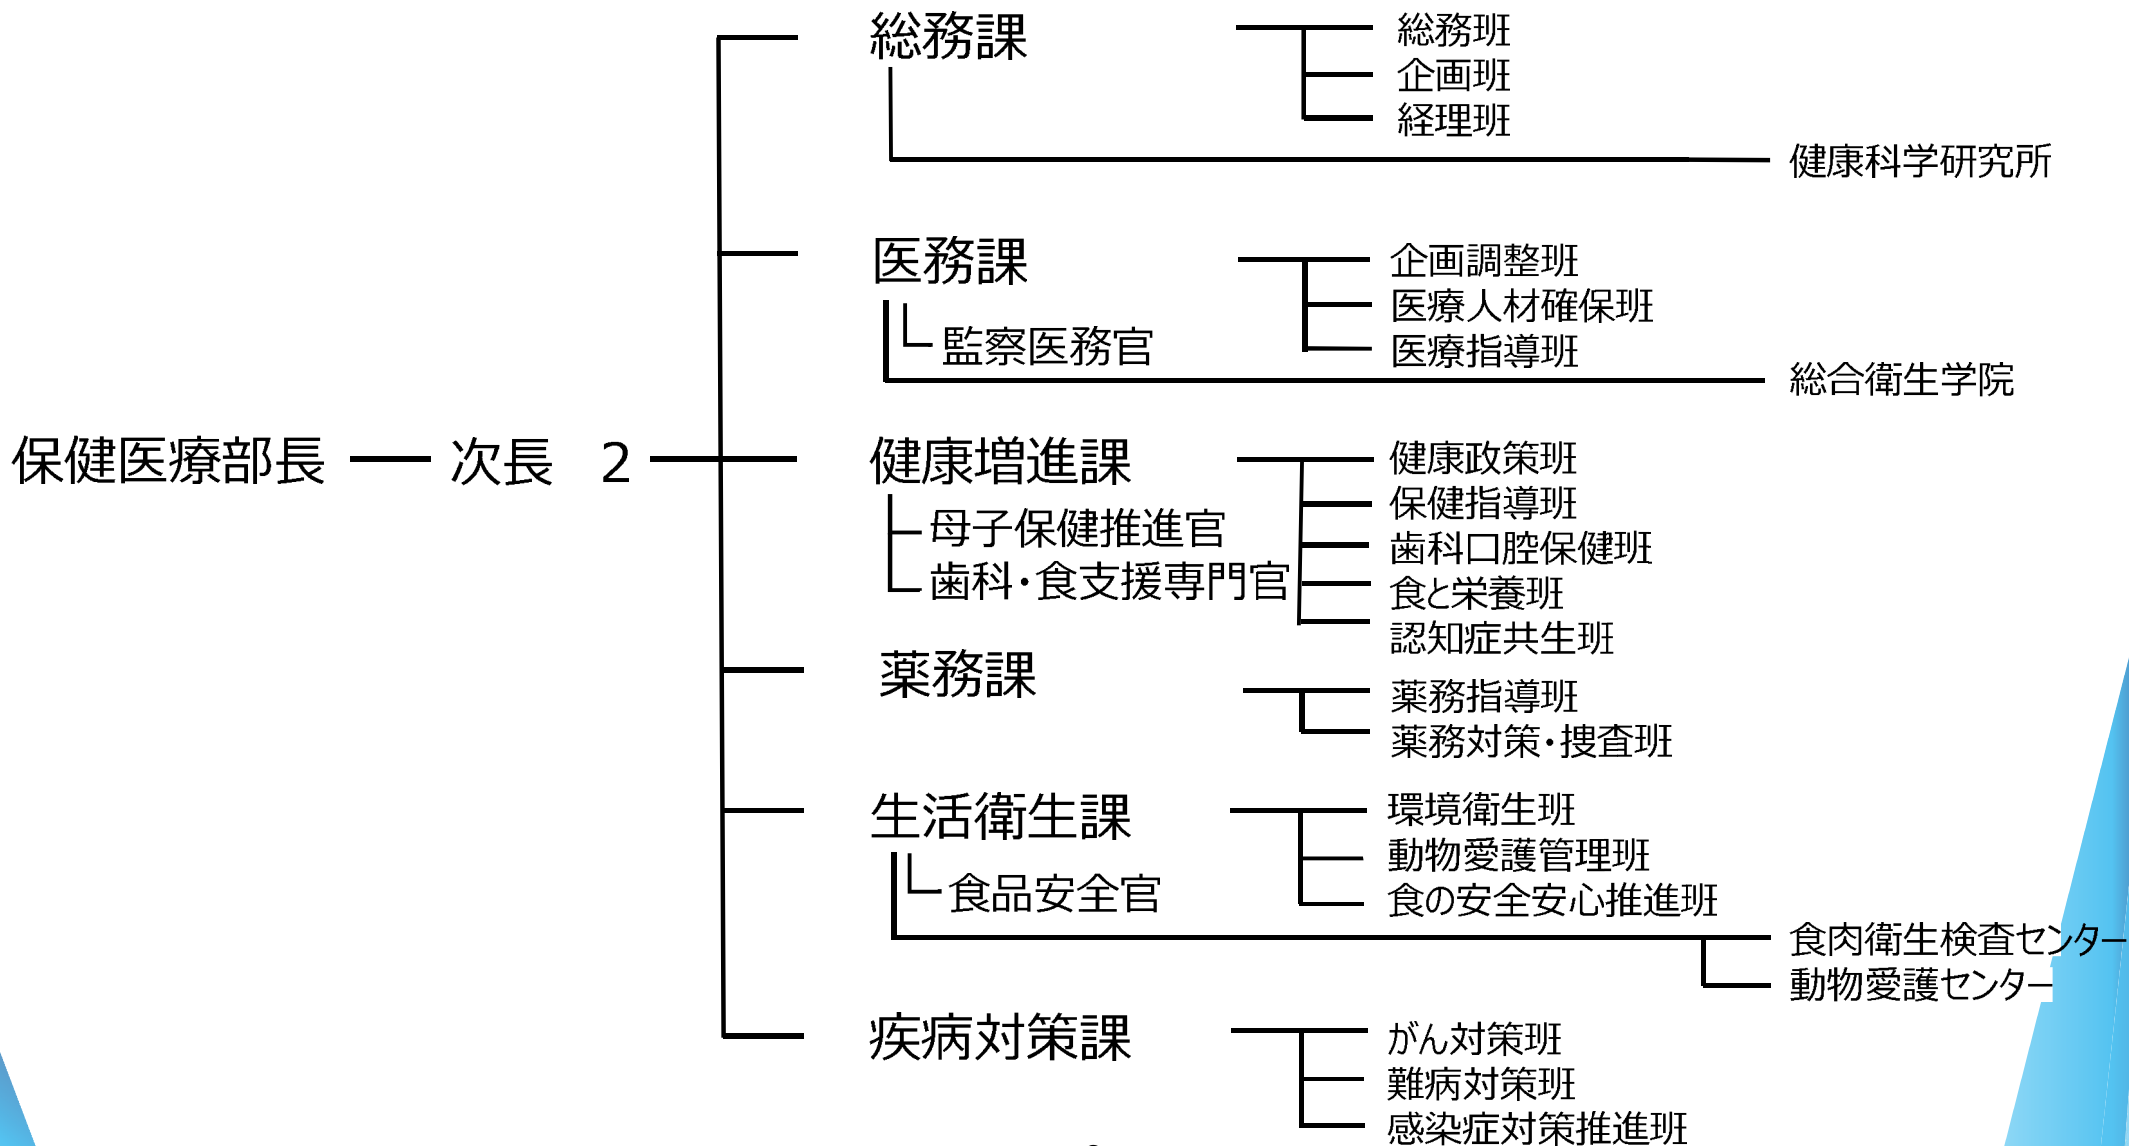 総務課
総務班
企画班
経理班
健康科学研究所
医務課
企画調整班
医療人材確保班
監察医務官
医療指導班
総合衛生学院
保健医療部長
次長 2
健康増進課
健康政策班
保健指導班
母子保健推進官
歯科口腔保健班
歯科・食支援専門官
食と栄養班
認知症共生班
薬務課
薬務指導班
薬務対策・捜査班
生活衛生課
環境衛生班
動物愛護管理班
食品安全官
食の安全安心推進班
食肉衛生検査センター
動物愛護センター
疾病対策課
がん対策班
難病対策班
感染症対策推進班